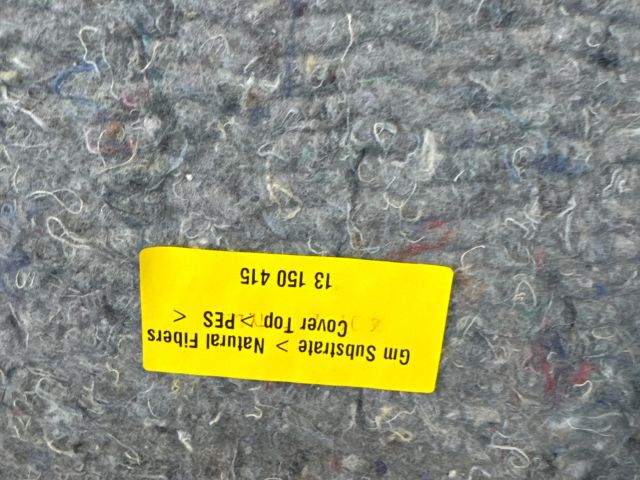 Gm Substrate > Natural Fibers
Cover Top > PES <
13 150 415